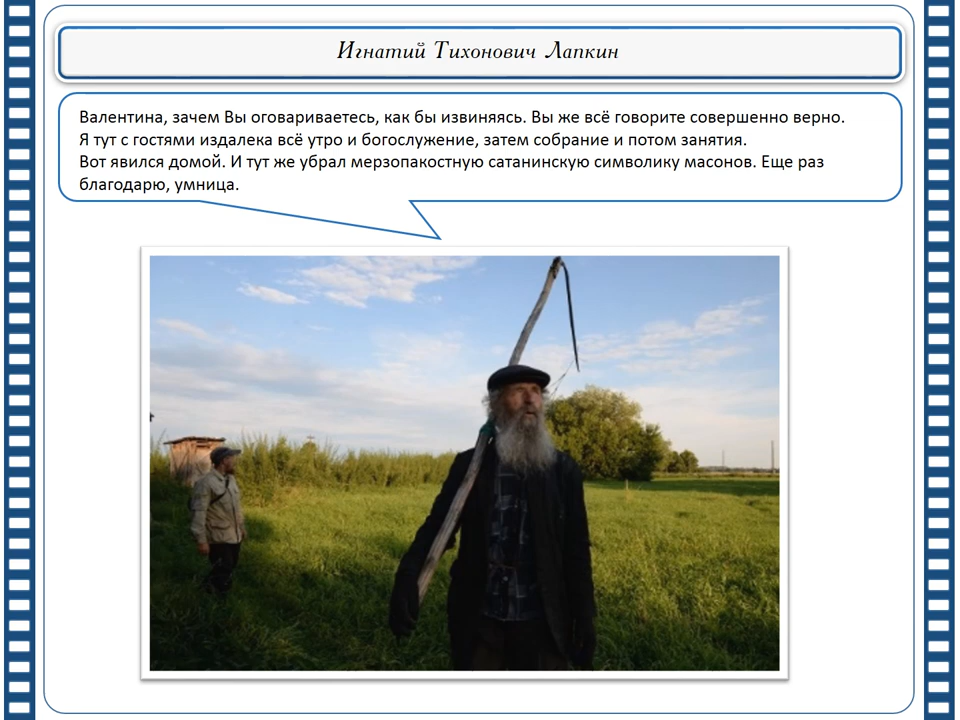 Игнатий Тихонович Лапкин
Валентина, зачем Вы оговариваетесь, как бы извиняясь. Вы же всё говорите совершенно верно.
Я тут с гостями издалека всё утро и богослужение, затем собрание и потом занятия.
Вот явился домой. И тут же убрал мерзопакостную сатанинскую символику масонов. Еще раз
благодарю, умница.